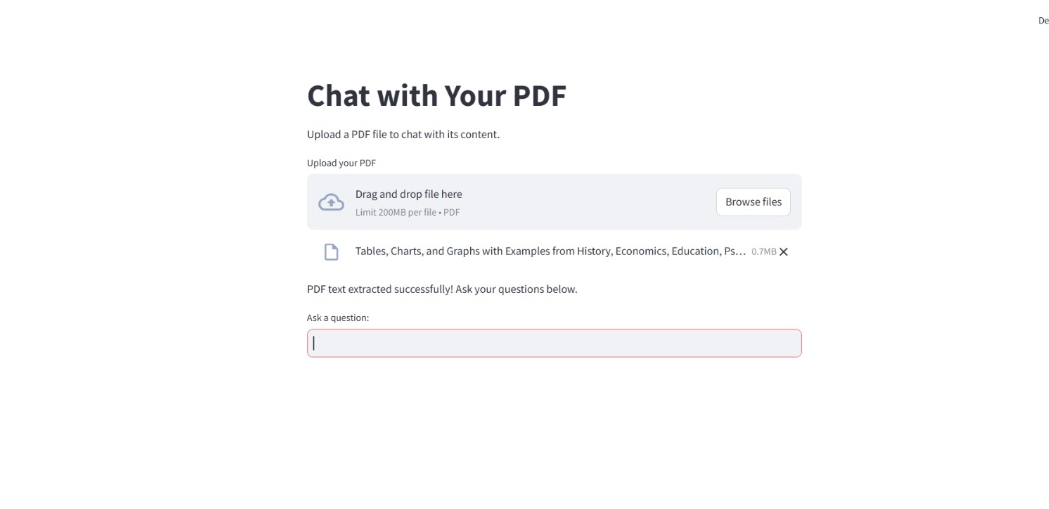 De
Chat with Your PDF
Upload a PDF file to chat with its content.
Upload your PDF
Drag and drop file here
Limit 200MB per file • PDF
Browse files
Tables, Charts, and Graphs with Examples from History, Economics, Education, Ps... 0.7MB
PDF text extracted successfully! Ask your questions below.
Ask a question: